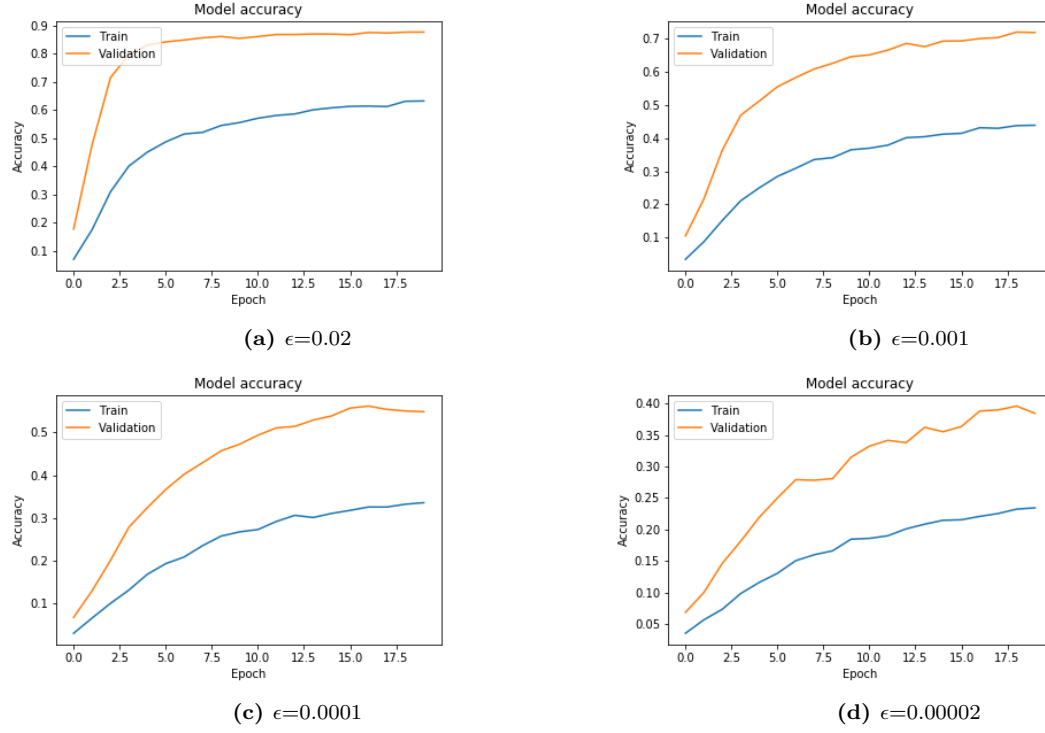 Model accuracy
Train
Validation
Accuracy
0.9
0.8
0.7
0.6
0.5
0.4
0.3
0.2
0.1
0.0 2.5 5.0 7.5 10.0 12.5 15.0 17.5
Epoch
(a) ϵ=0.02
Model accuracy
Train
Validation
Accuracy
0.7
0.6
0.5
0.4
0.3
0.2
0.1
0.0 2.5 5.0 7.5 10.0 12.5 15.0 17.5
Epoch
(b) ϵ=0.001
Model accuracy
Train
Validation
Accuracy
0.5
0.4
0.3
0.2
0.1
0.0 2.5 5.0 7.5 10.0 12.5 15.0 17.5
Epoch
(c) ϵ=0.0001
Model accuracy
Train
Validation
Accuracy
0.40
0.35
0.30
0.25
0.20
0.15
0.10
0.05
0.0 2.5 5.0 7.5 10.0 12.5 15.0 17.5
Epoch
(d) ϵ=0.00002